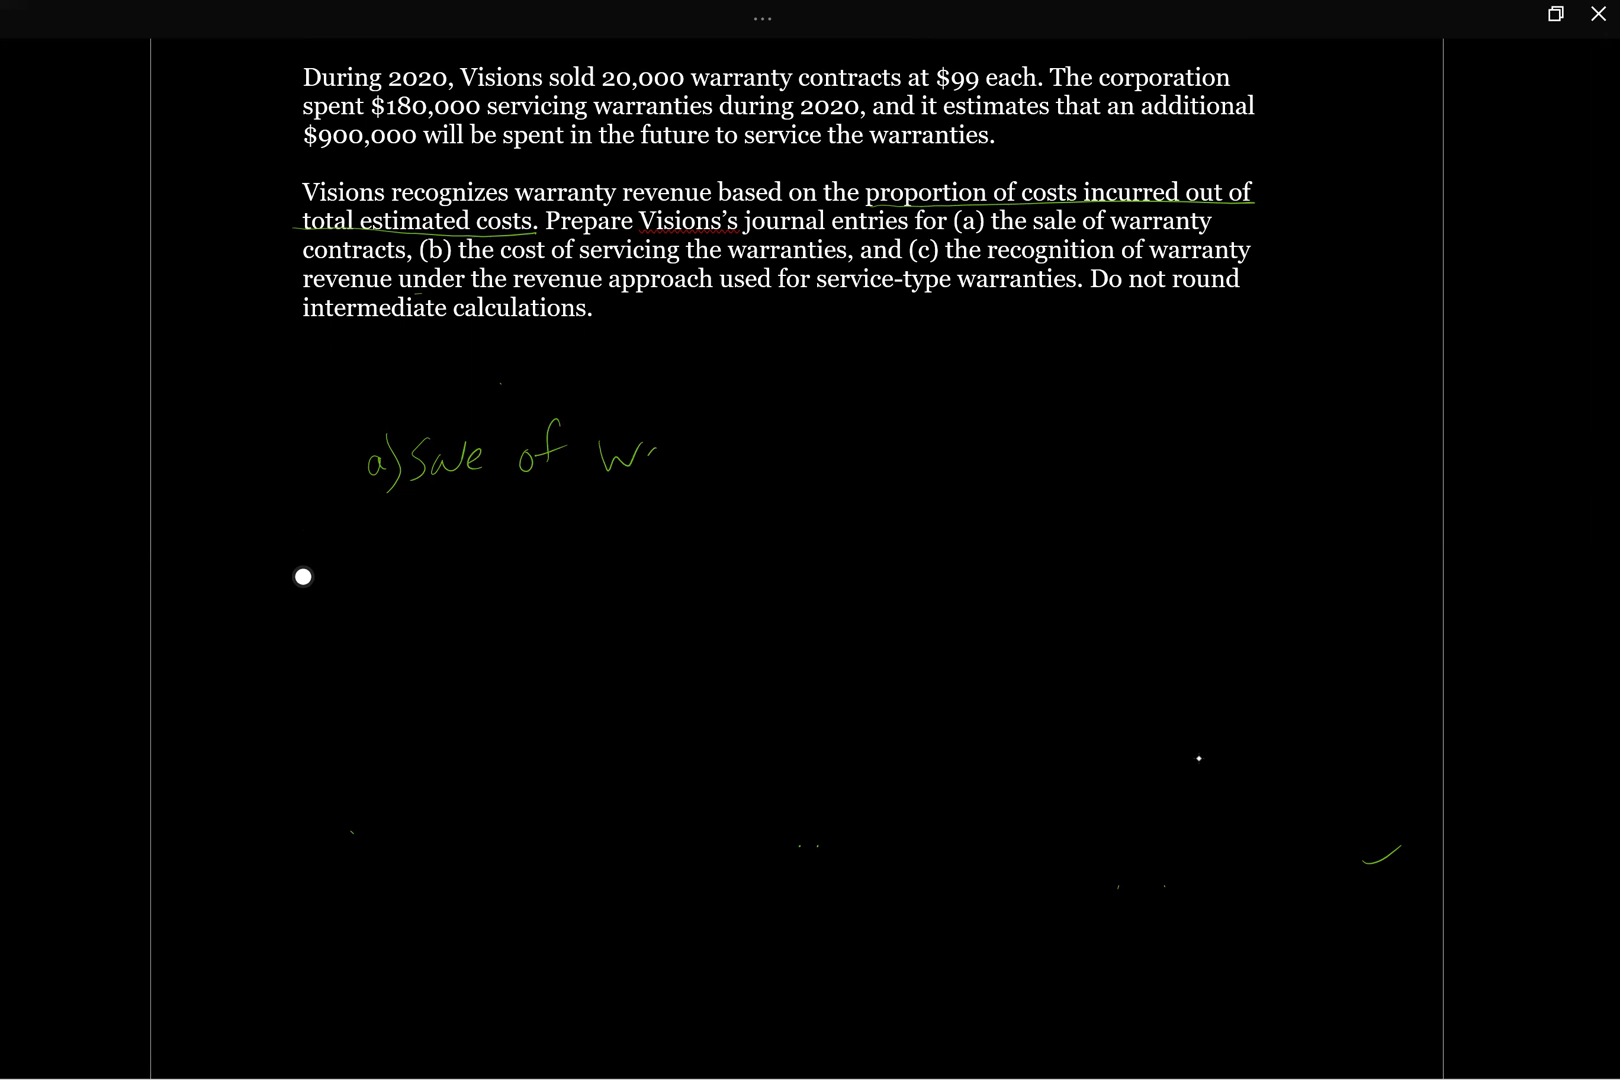 During 2020, Visions sold 20,000 warranty contracts at $99 each. The corporation
spent $180,000 servicing warranties during 2020, and it estimates that an additional
$900,000 will be spent in the future to service the warranties.
Visions recognizes warranty revenue based on the proportion of costs incurred out of
total estimated costs. Prepare Visions’s journal entries for (a) the sale of warranty
contracts, (b) the cost of servicing the warranties, and (c) the recognition of warranty
revenue under the revenue approach used for service-type warranties. Do not round
intermediate calculations.
a) Sale of w